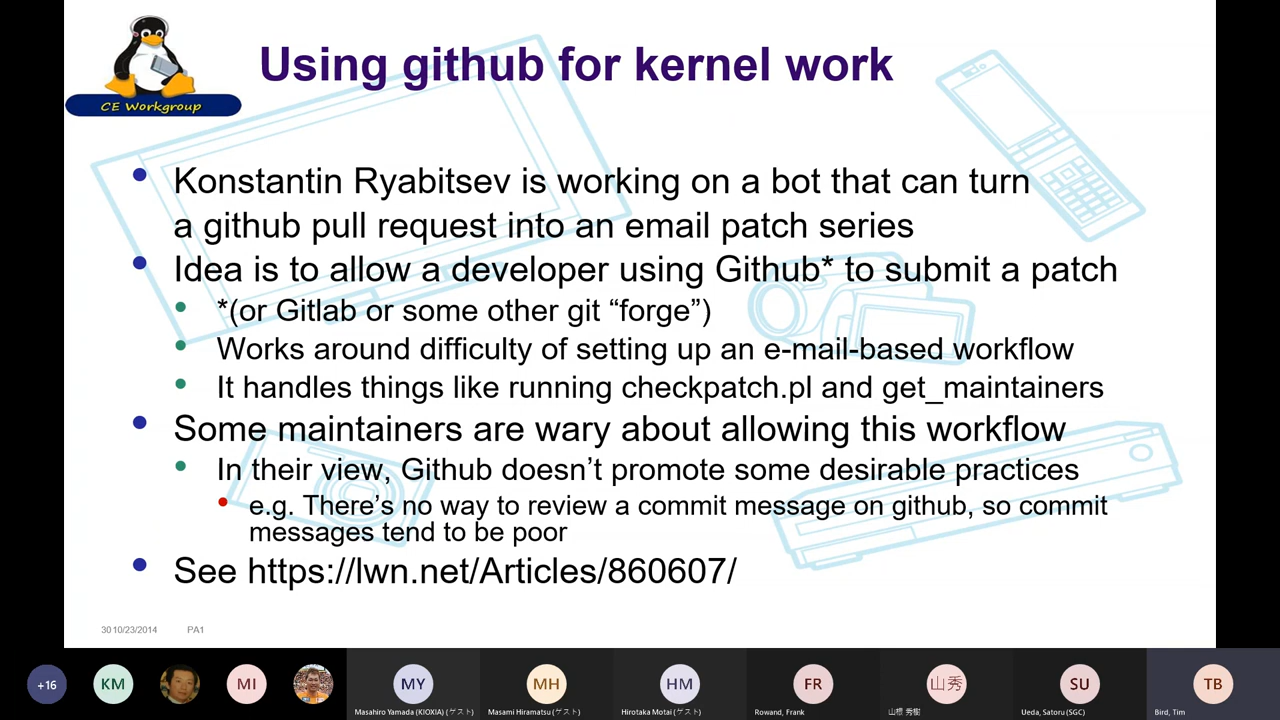 CE Workgroup
Using github for kernel work
Konstantin Ryabitsev is working on a bot that can turn
a github pull request into an email patch series
Idea is to allow a developer using Github* to submit a patch
*(or Gitlab or some other git “forge”)
Works around difficulty of setting up an e-mail-based workflow
It handles things like running checkpatch.pl and get_maintainers
Some maintainers are wary about allowing this workflow
In their view, Github doesn’t promote some desirable practices
e.g. There’s no way to review a commit message on github, so commit
messages tend to be poor
See https://lwn.net/Articles/860607/
30 10/23/2014 PA1
+16 KM MI MY MH HM FR 山秀 SU TB
Masahiro Yamada (KIOXIA) (ゲスト) Masami Hiramatsu (ゲスト) Hirotaka Motai (ゲスト) Rowand, Frank 山根 秀樹 Ueda, Satoru (SGC) Bird, Tim